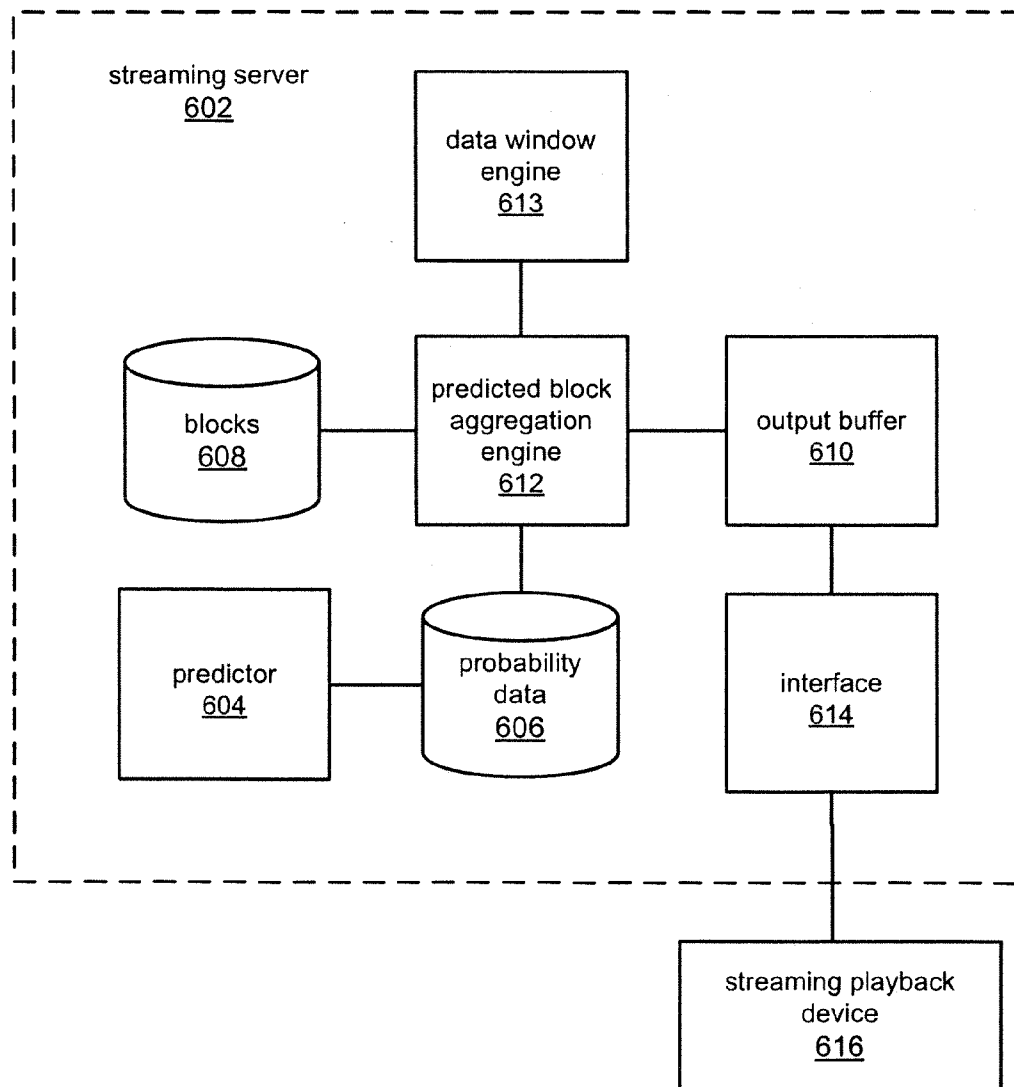 streaming server
602
data window
engine
613
blocks
608
predicted block
aggregation
engine
612
output buffer
610
predictor
604
probability
data
606
interface
614
streaming playback
device
616